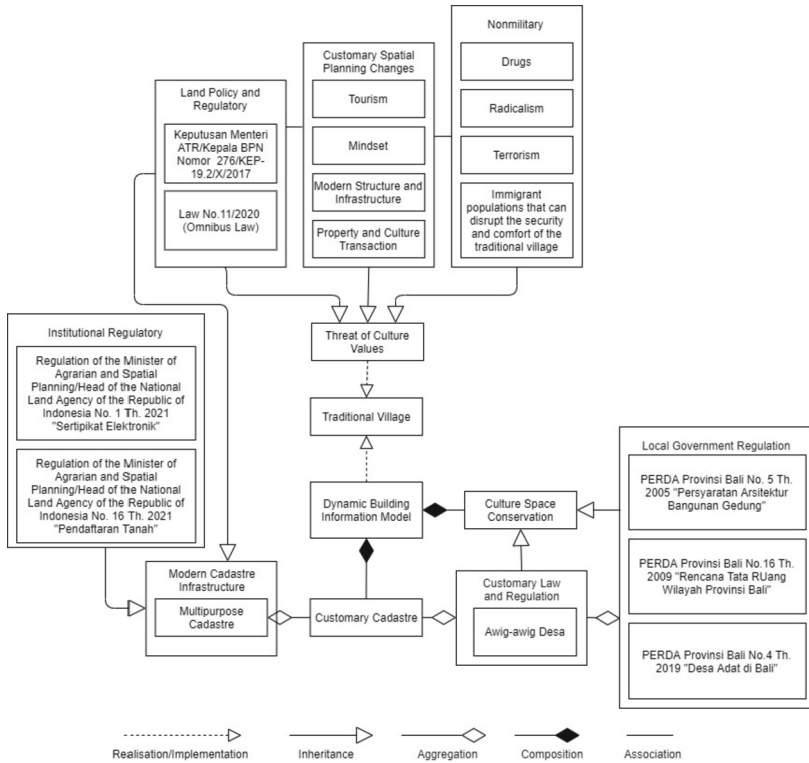 Nonmilitary
Drugs
Radicalism
Terrorism
Immigrant
populations that can
disrupt the security
and comfort of the
traditional village
Customary Spatial
Planning Changes
Tourism
Mindset
Modern Structure and
Infrastructure
Property and Culture
Transaction
Land Policy and
Regulatory
Keputusan Menteri
ATR/Kepala BPN
Nomor 276/KEP-
19.2/X/2017
Law No.11/2020
(Omnibus Law)
Institutional Regulatory
Regulation of the Minister of
Agrarian and Spatial
Planning/Head of the National
Land Agency of the Republic of
Indonesia No. 1 Th. 2021
"Sertipikat Elektronik"
Regulation of the Minister of
Agrarian and Spatial
Planning/Head of the National
Land Agency of the Republic of
Indonesia No. 16 Th. 2021
"Pendaftaran Tanah"
Threat of Culture
Values
Traditional Village
Dynamic Building
Information Model
Culture Space
Conservation
Local Government Regulation
PERDA Provinsi Bali No. 5 Th.
2005 "Persyaratan Arsitektur
Bangunan Gedung"
PERDA Provinsi Bali No.16 Th.
2009 "Rencana Tata RUang
Wilayah Provinsi Bali"
PERDA Provinsi Bali No.4 Th.
2019 "Desa Adat di Bali"
Modern Cadastre
Infrastructure
Multipurpose
Cadastre
Customary Cadastre
Customary Law
and Regulation
Awig-awig Desa
Realisation/Implementation
Inheritance
Aggregation
Composition
Association